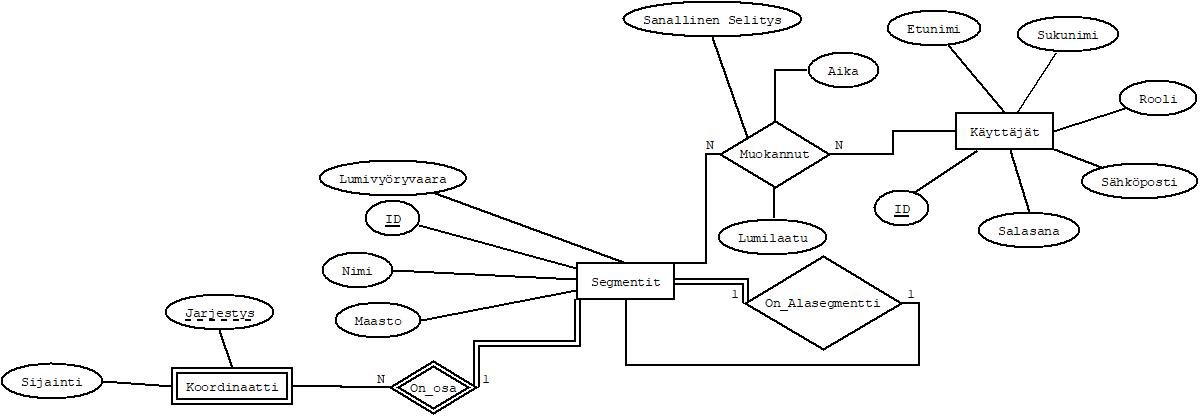 Sanallinen Selitys
Etunimi
Sukunimi
Aika
Rooli
Käyttäjät
N
Muokannut
N
Lumivyöryvaara
Sähköposti
ID
ID
Lumilaatu
Salasana
Nimi
Segmentit
1
On_Alasegmentti
1
Jarjestys
Maasto
Sijainti
Koordinaatti
N
On_osa
1